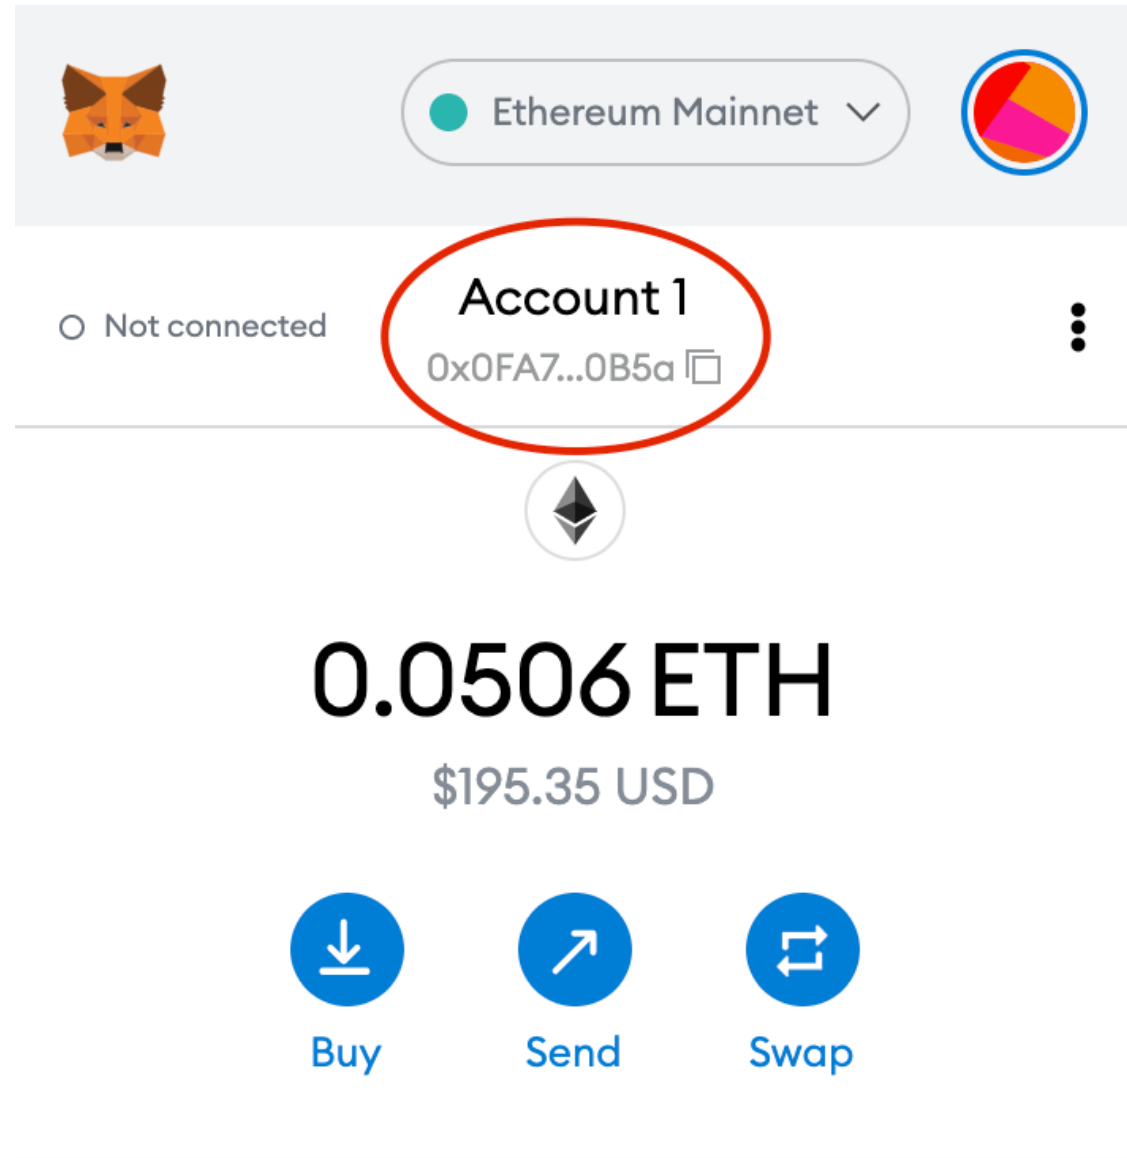 Ethereum Mainnet
Not connected
Account 1
0x0FA7...0B5a
0.0506 ETH
$195.35 USD
Buy
Send
Swap